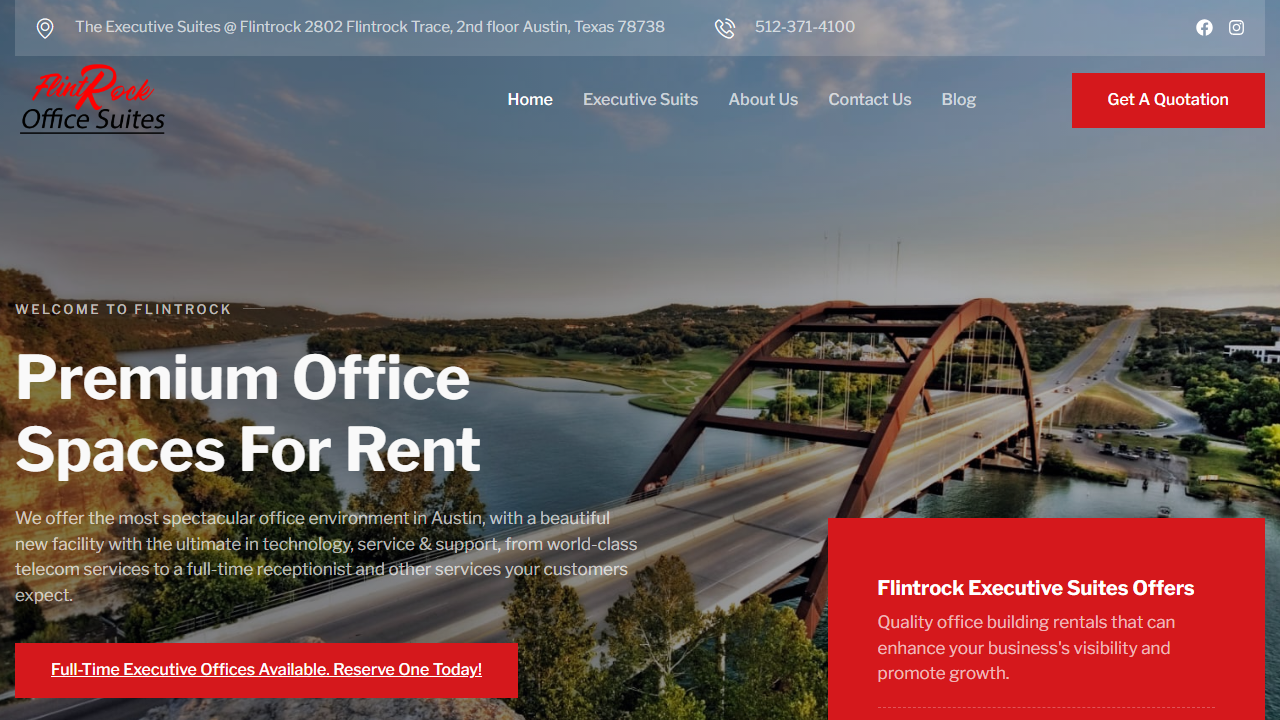 The Executive Suites @ Flintrock 2802 Flintrock Trace, 2nd floor Austin, Texas 78738
512-371-4100
FlintRock
Office Suites
Home
Executive Suits
About Us
Contact Us
Blog
Get A Quotation
WELCOME TO FLINTROCK
Premium Office
Spaces For Rent
We offer the most spectacular office environment in Austin, with a beautiful
new facility with the ultimate in technology, service & support, from world-class
telecom services to a full-time receptionist and other services your customers
expect.
Full-Time Executive Offices Available. Reserve One Today!
Flintrock Executive Suites Offers
Quality office building rentals that can
enhance your business's visibility and
promote growth.